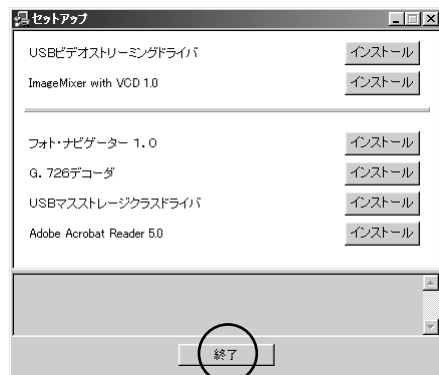 セットアップ
USBビデオストリーミングドライバ インストール
ImageMixer with VCD 1.0 インストール
フォト・ナビゲーター 1.0 インストール
G. 726デコーダ インストール
USBマスストレージクラスドライバ インストール
Adobe Acrobat Reader 5.0 インストール
終了